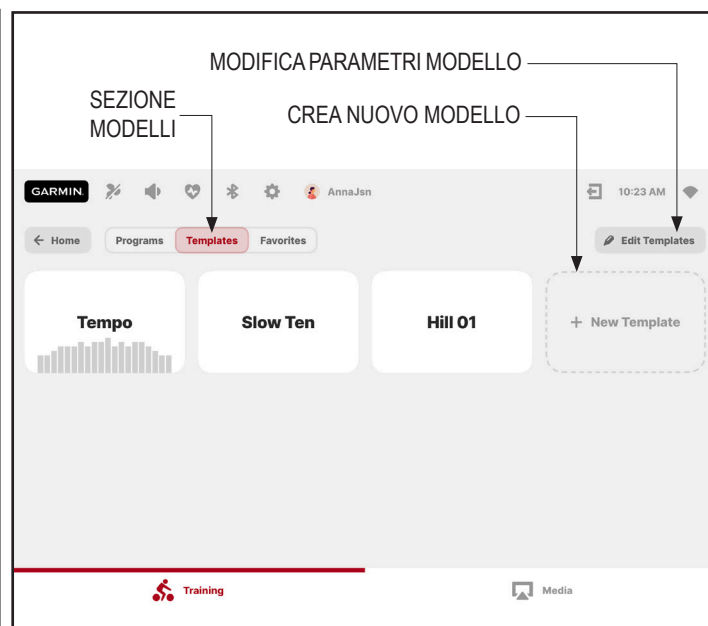 MODIFICA PARAMETRI MODELLO
SEZIONE
MODELLI
CREA NUOVO MODELLO
GARMIN.
AnnaJsn
10:23 AM
← Home
Programs
Templates
Favorites
Edit Templates
Tempo
Slow Ten
Hill 01
+ New Template
Training
Media